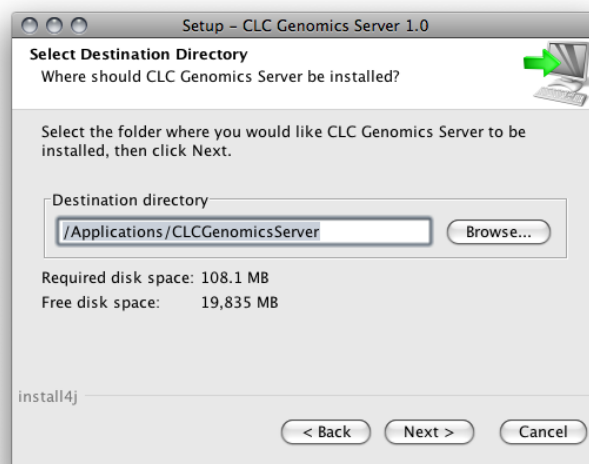 Setup – CLC Genomics Server 1.0
Select Destination Directory
Where should CLC Genomics Server be installed?
Select the folder where you would like CLC Genomics Server to be
installed, then click Next.
Destination directory
/Applications/CLCGenomicsServer
Browse...
Required disk space: 108.1 MB
Free disk space: 19,835 MB
install4j
< Back
Next >
Cancel